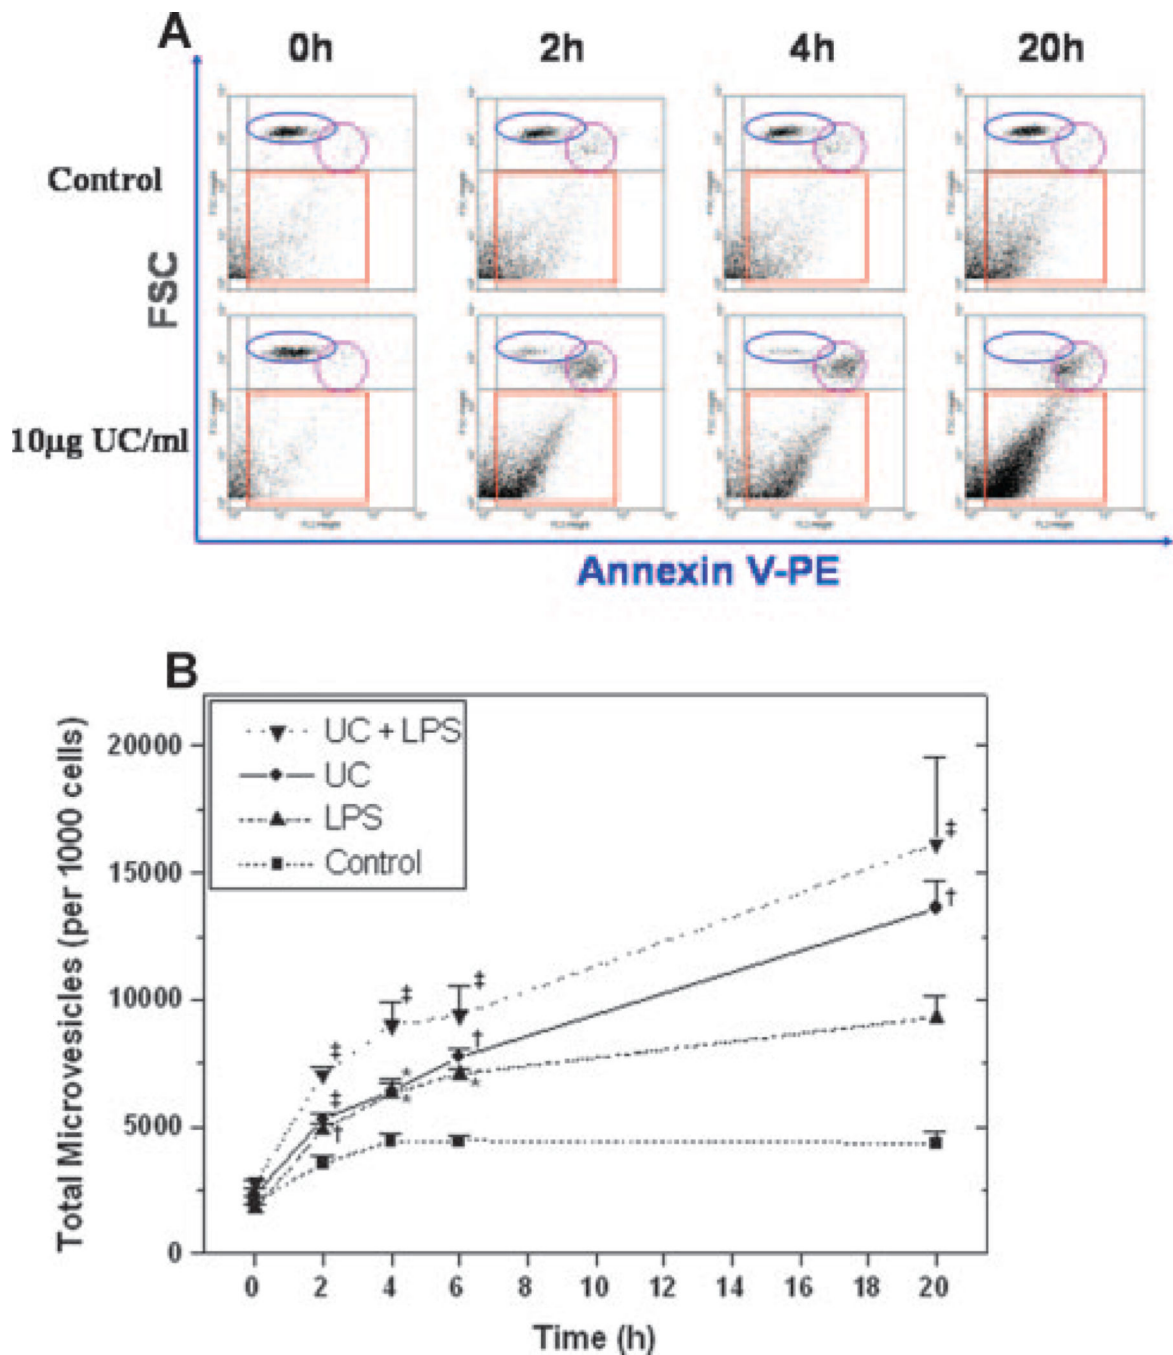 A
0h 2h 4h 20h
Control
FSC
10µg UC/ml
Annexin V-PE
B
UC + LPS
UC
LPS
Control
Total Microvesicles (per 1000 cells)
20000
‡
15000
†
10000
‡ ‡
†
‡
* *
‡ *
5000
†
0
0 2 4 6 8 10 12 14 16 18 20
Time (h)